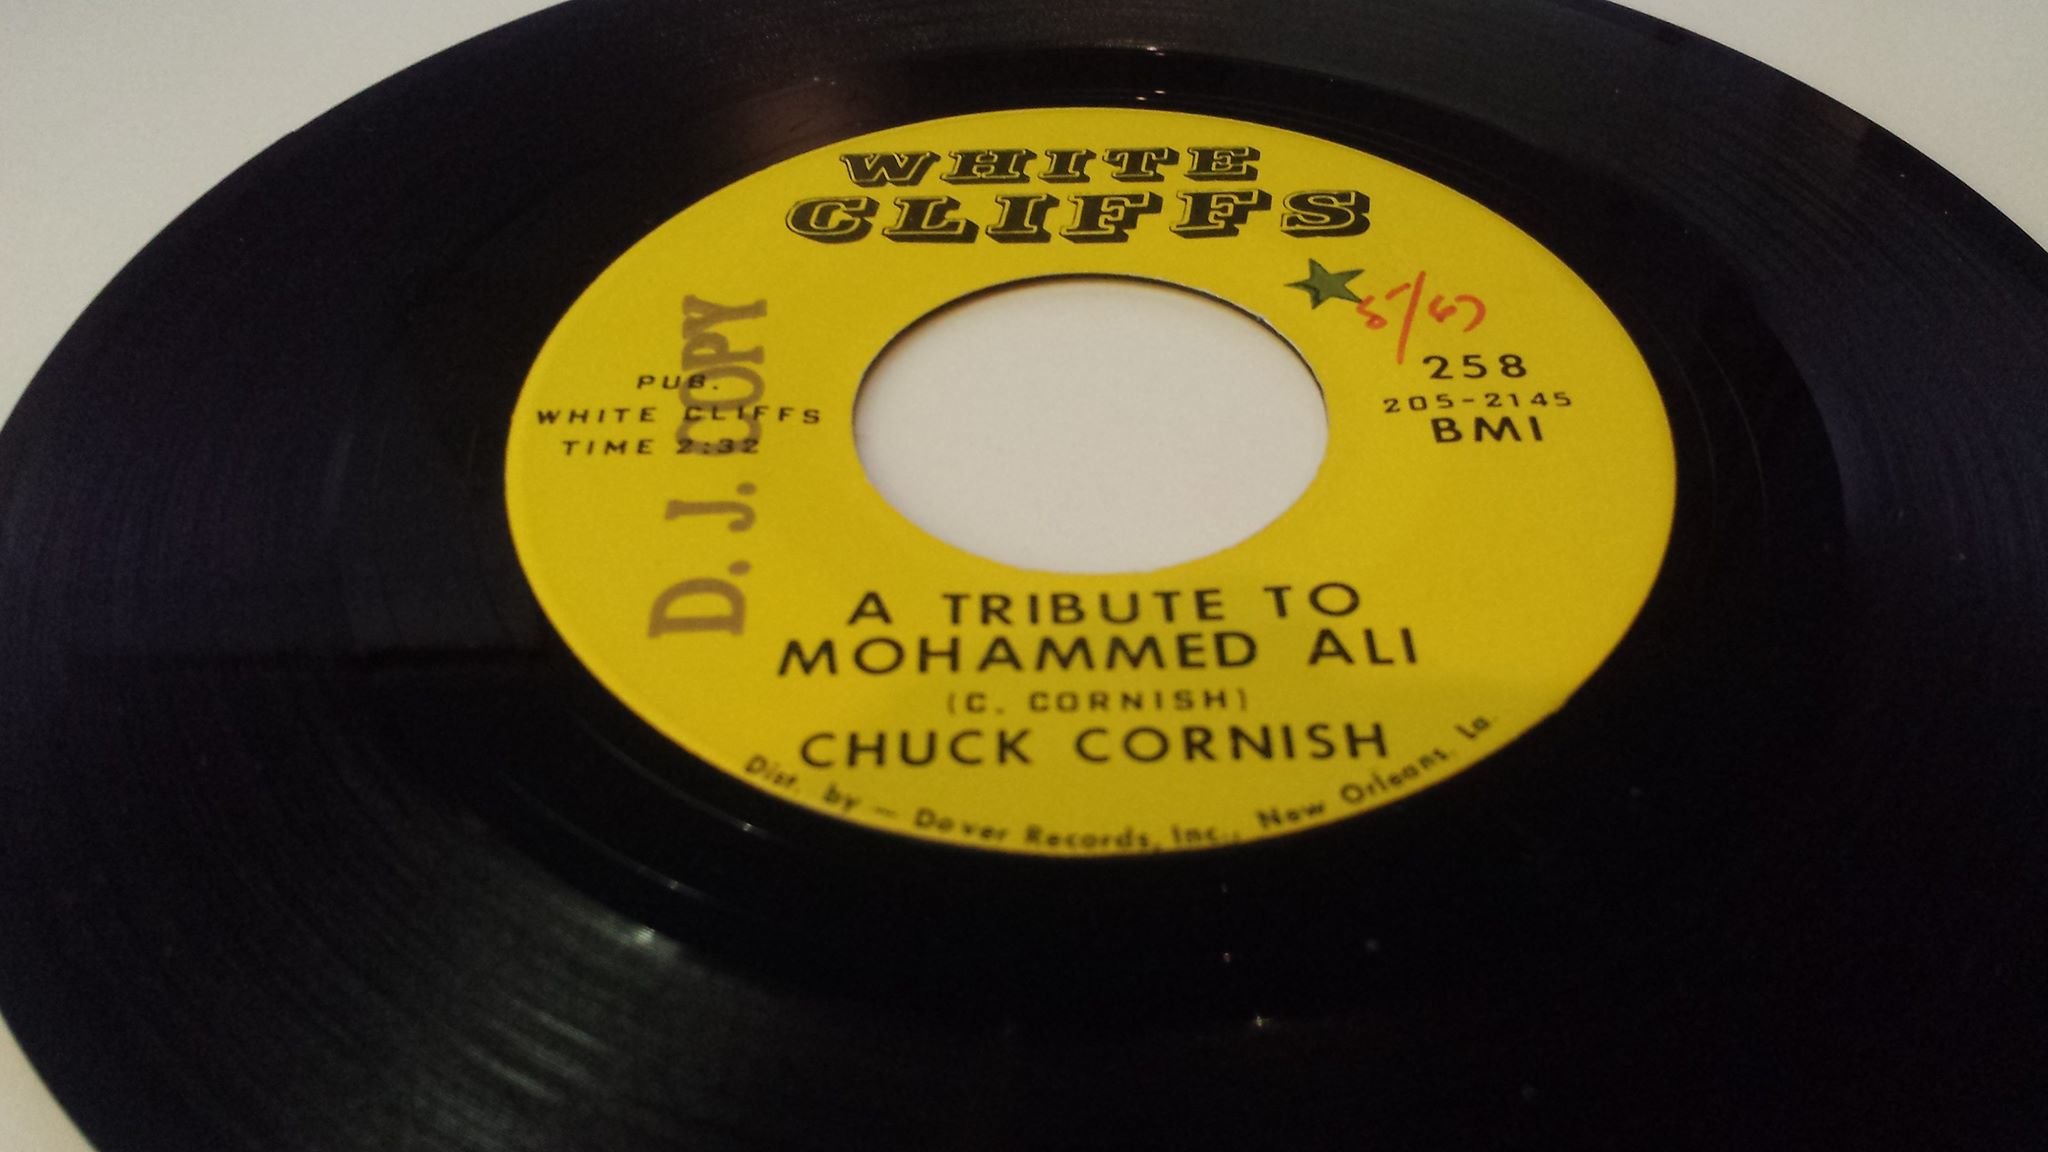 WHITE
CLIFFS
5/67
D. J. COPY
PUB.
WHITE CLIFFS
TIME 2:32
258
205-2145
BMI
A TRIBUTE TO
MOHAMMED ALI
(C. CORNISH)
CHUCK CORNISH
Dist. by — Dover Records, Inc., New Orleans, La.